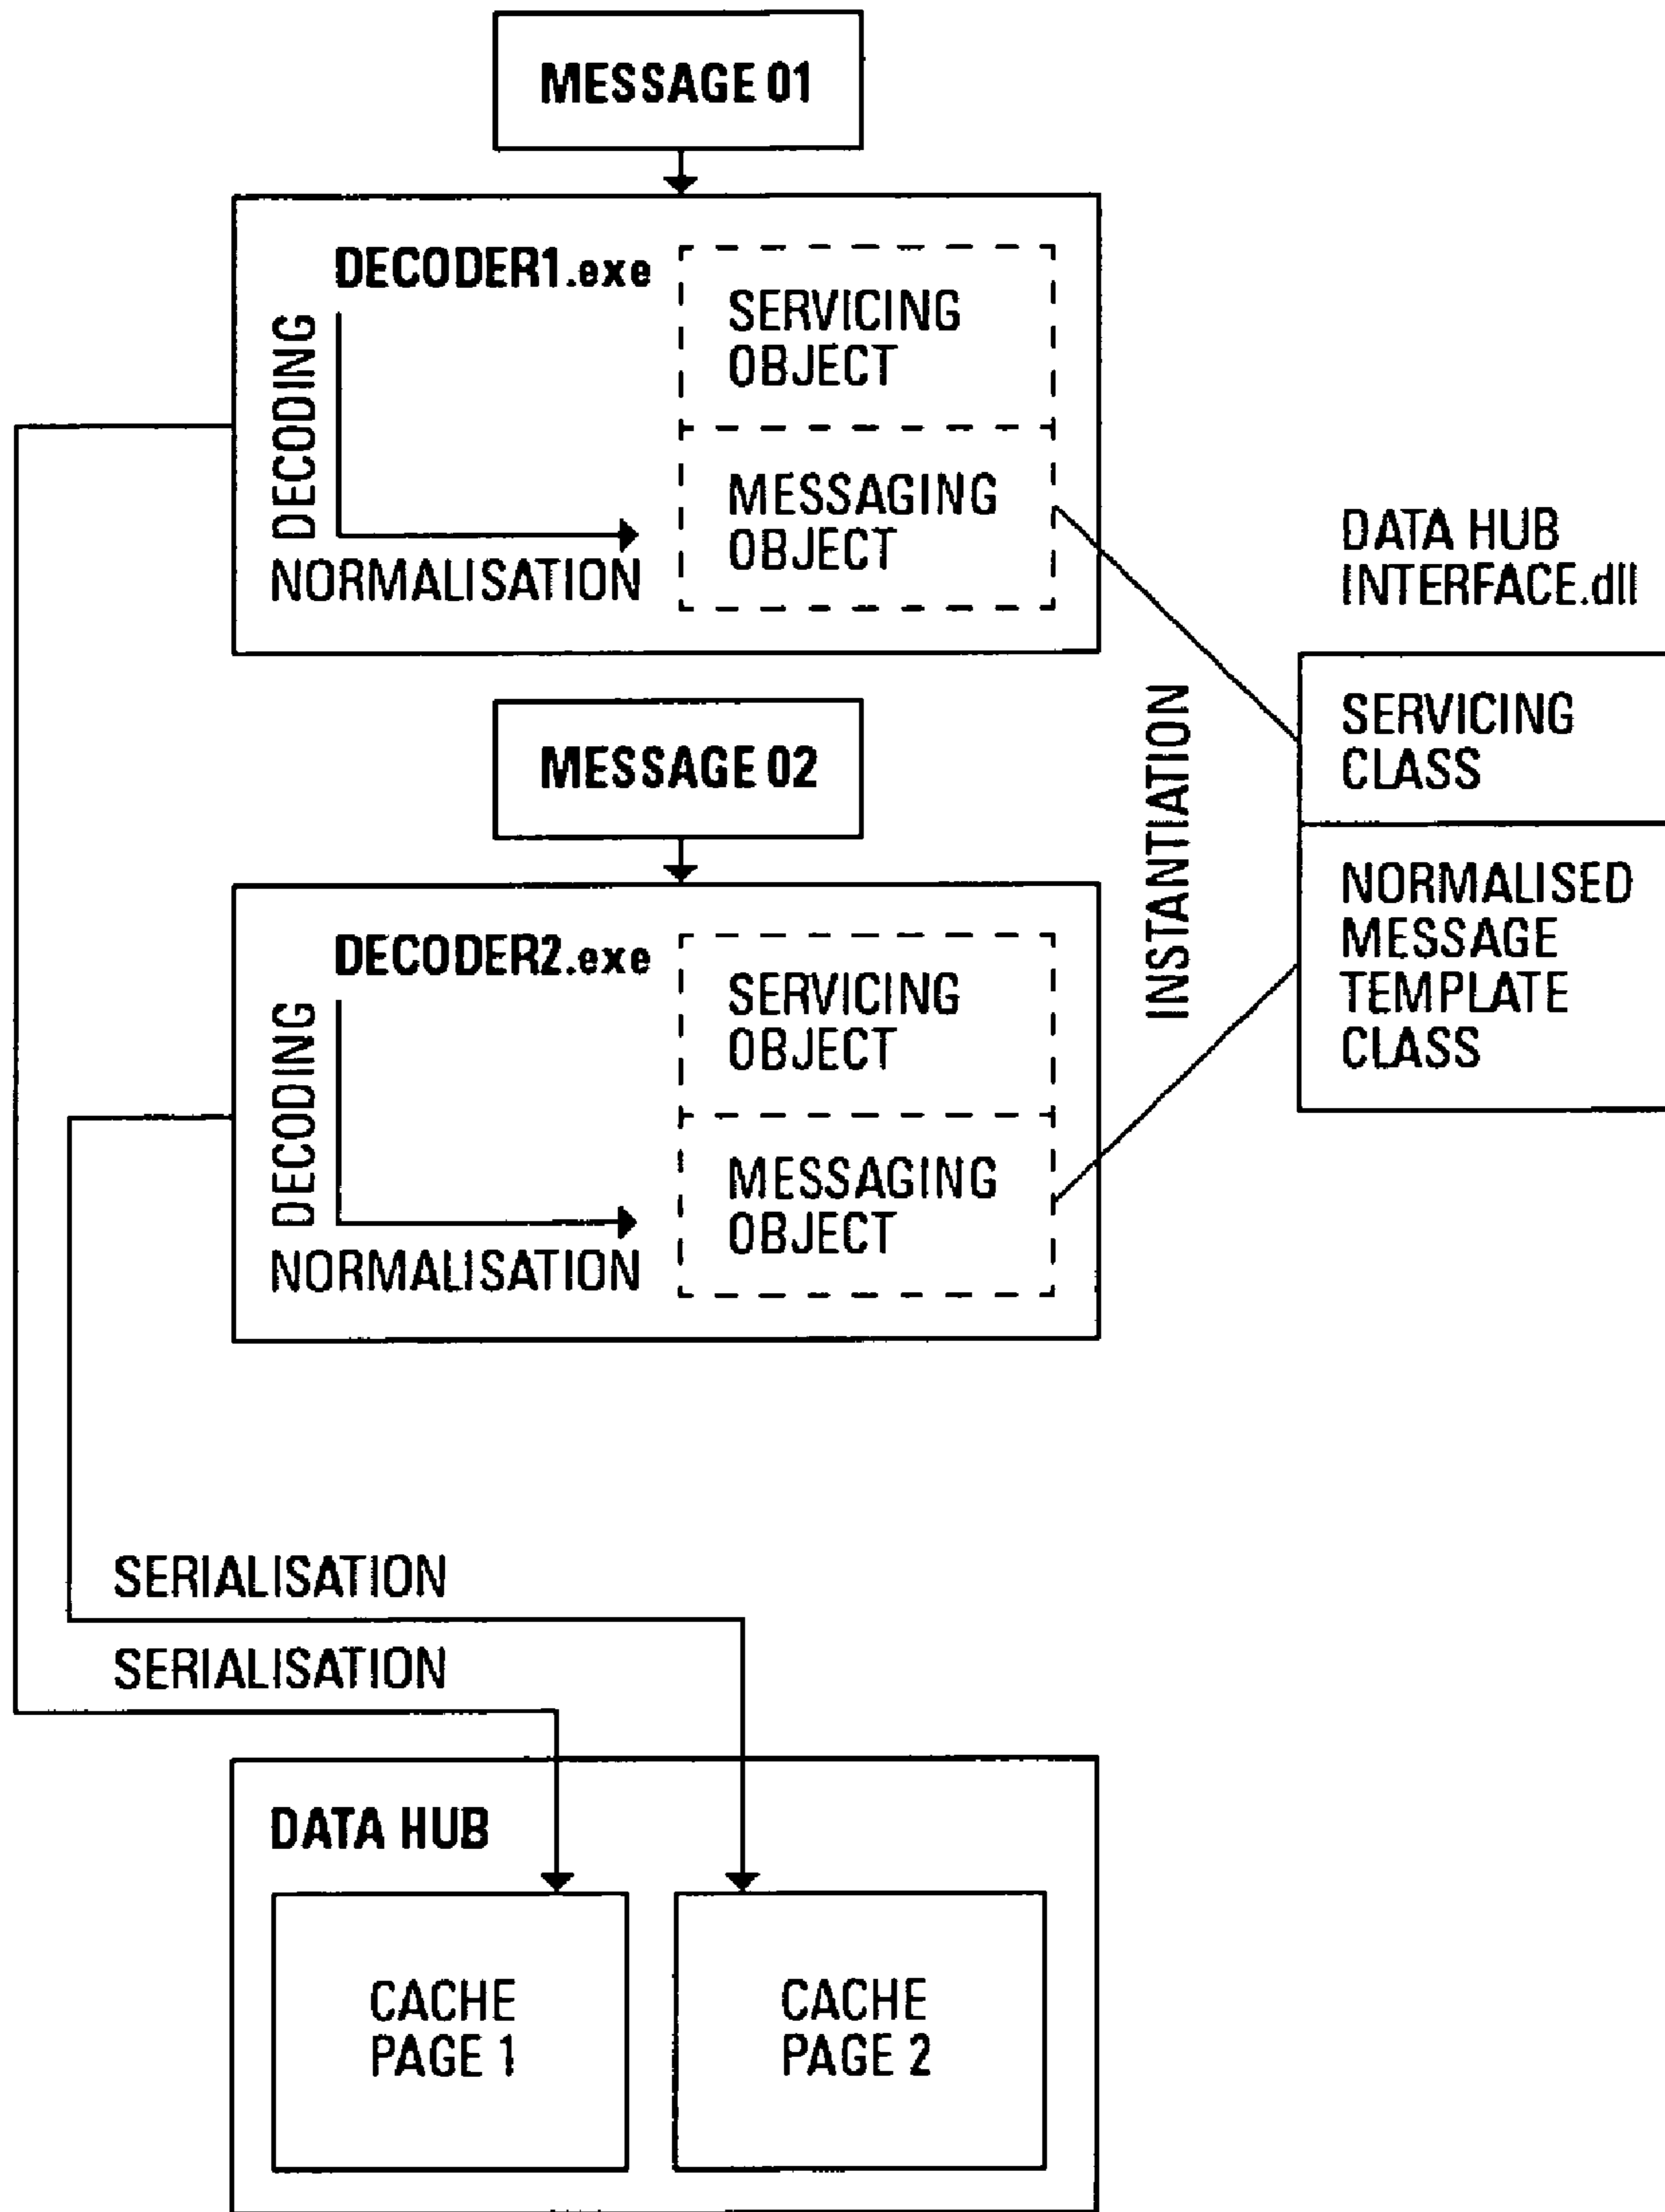 MESSAGE 01
DECODER1.exe
SERVICING
OBJECT
DECODING
MESSAGING
OBJECT
NORMALISATION
DATA HUB
INTERFACE.dll
SERVICING
CLASS
NORMALISED
MESSAGE
TEMPLATE
CLASS
INSTANTIATION
MESSAGE 02
DECODER2.exe
SERVICING
OBJECT
DECODING
MESSAGING
OBJECT
NORMALISATION
SERIALISATION
SERIALISATION
DATA HUB
CACHE
PAGE 1
CACHE
PAGE 2